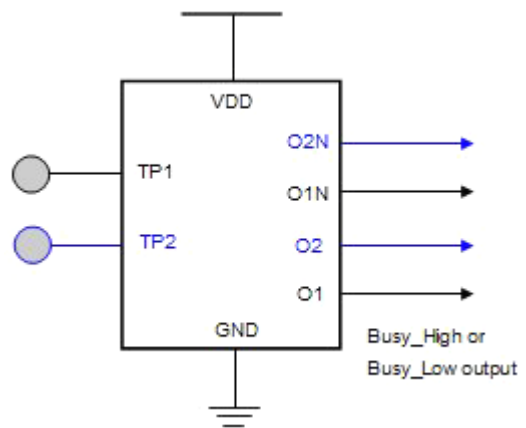 VDD
O2N
TP1
O1N
TP2
O2
O1
GND
Busy_High or
Busy_Low output